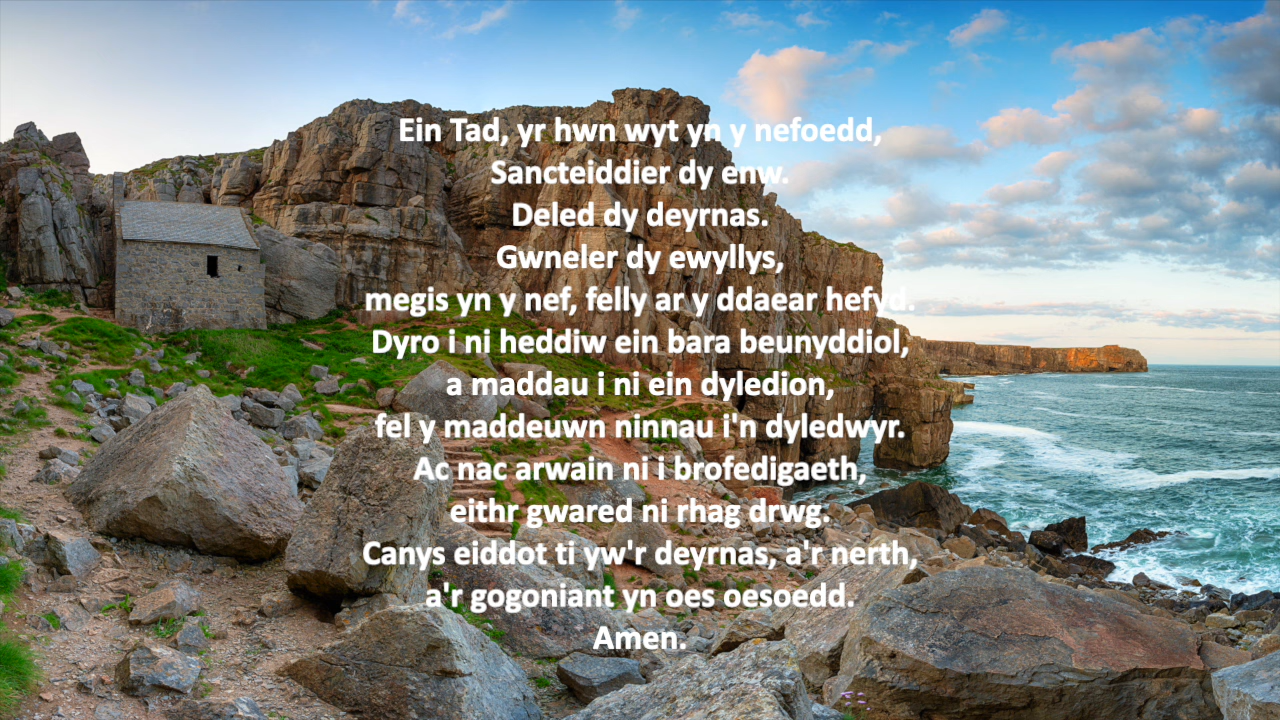 Ein Tad, yr hwn wyt yn y nefoedd,
Sancteiddier dy enw.
Deled dy deyrnas.
Gwneler dy ewyllys,
megis yn y nef, felly ar y ddaear hefyd.
Dyro i ni heddiw ein bara beunyddiol,
a maddau i ni ein dyledion,
fel y maddeuwn ninnau i'n dyledwyr.
Ac nac arwain ni i brofedigaeth,
eithr gwared ni rhag drwg.
Canys eiddot ti yw'r deyrnas, a'r nerth,
a'r gogoniant yn oes oesoedd.
Amen.